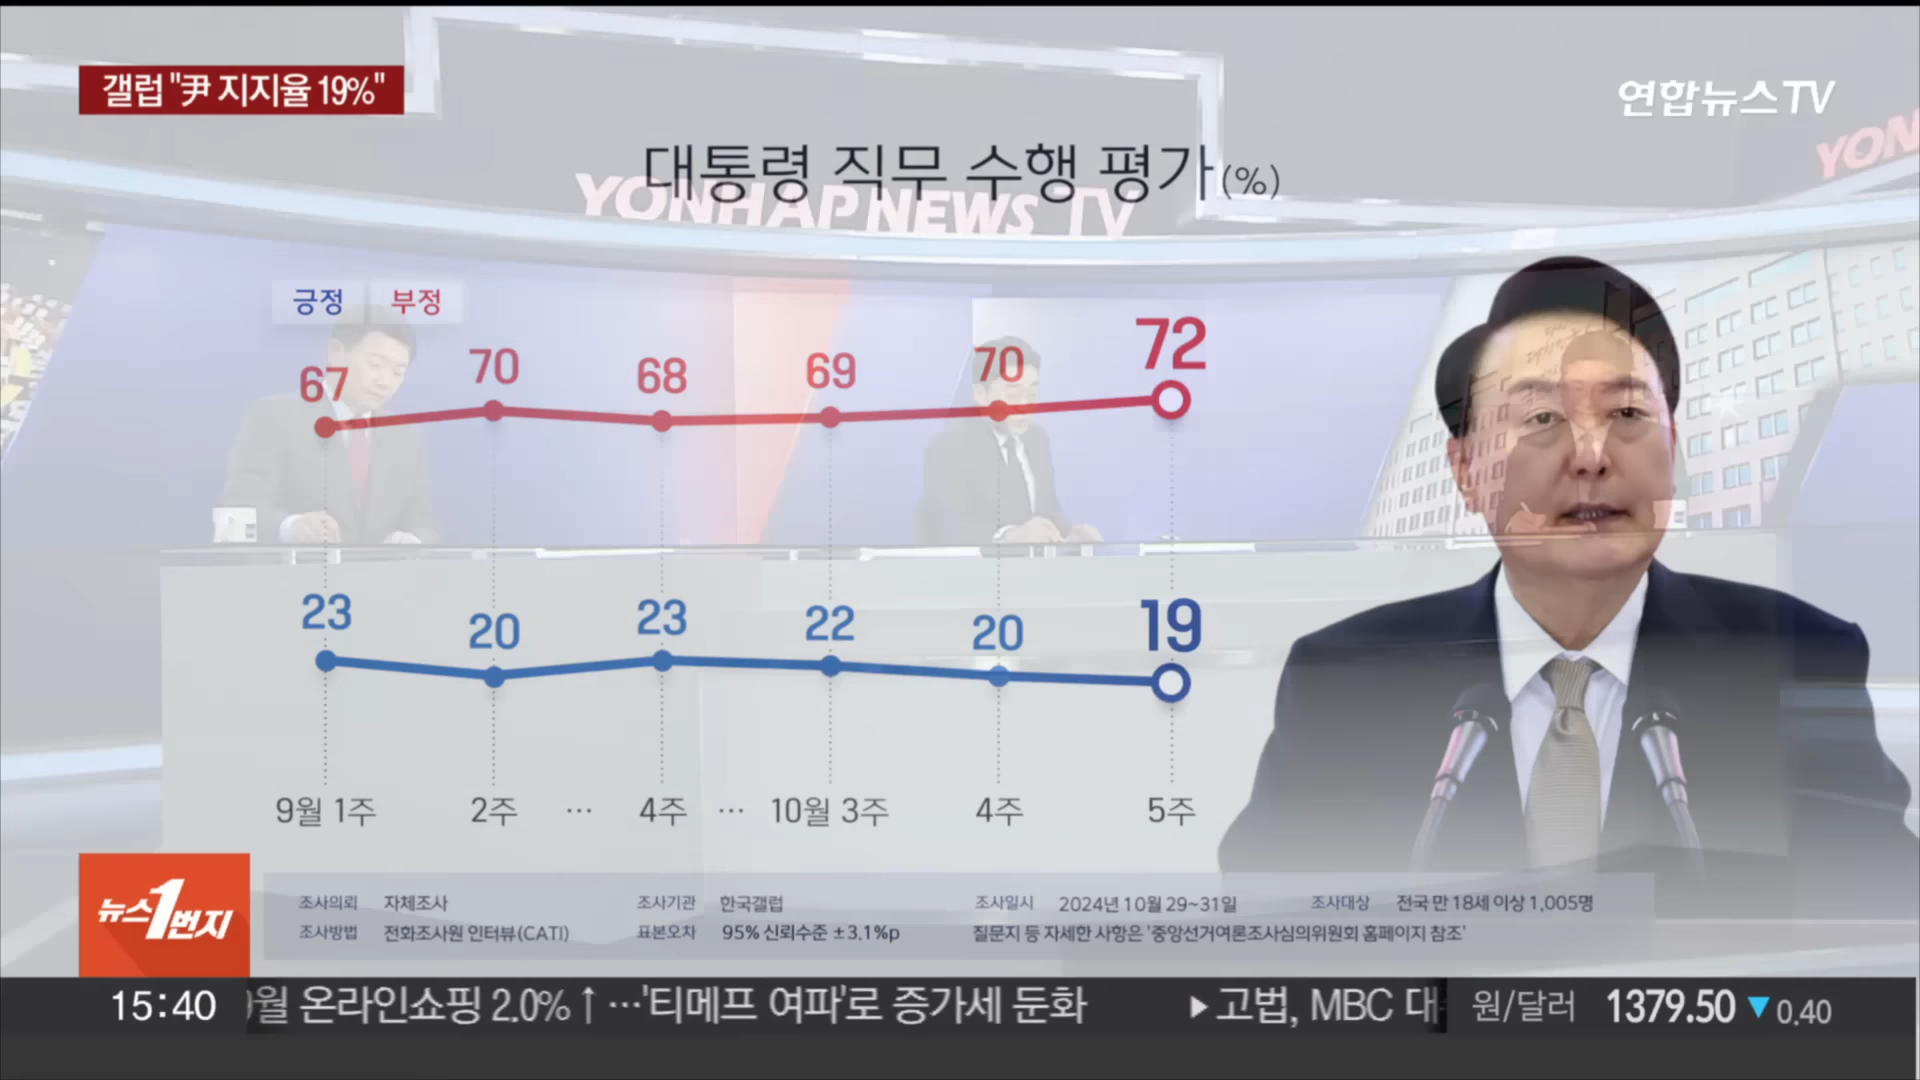 갤럽 "尹 지지율 19%"
연합뉴스TV
YON
대통령 직무 수행 평가(%)
YONHAP NEWS TV
긍정 부정
67 70 68 69 70 72
23 20 23 22 20 19
9월 1주 2주 … 4주 … 10월 3주 4주 5주
뉴스1번지
조사의뢰 자체조사 조사기관 한국갤럽 조사일시 2024년 10월 29~31일 조사대상 전국 만 18세 이상 1,005명
조사방법 전화조사원 인터뷰(CATI) 표본오차 95% 신뢰수준 ±3.1%p 질문지 등 자세한 사항은 '중앙선거여론조사심의위원회 홈페이지 참조'
15:40 월 온라인쇼핑 2.0%↑…'티메프 여파'로 증가세 둔화 ▶고법, MBC 대 원/달러 1379.50 ▼0.40